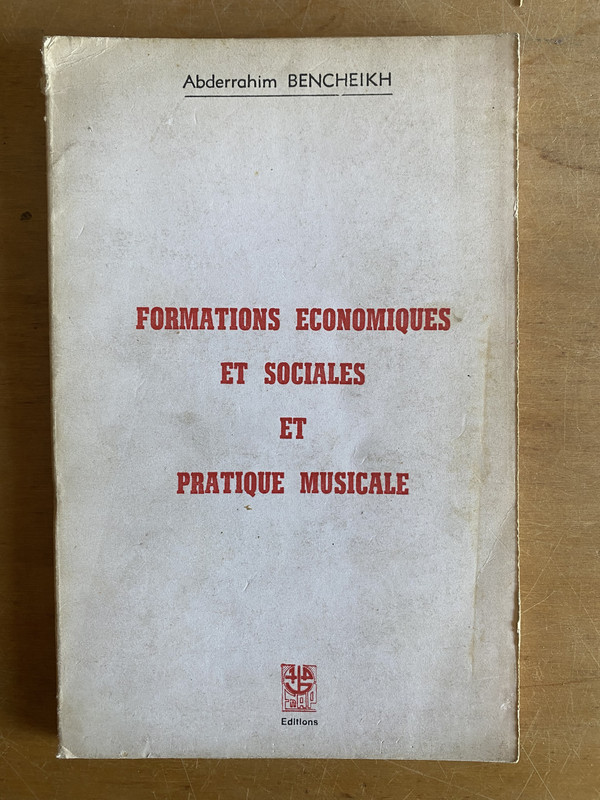 Abderrahim BENCHEIKH
FORMATIONS ECONOMIQUES
ET SOCIALES
ET
PRATIQUE MUSICALE
Editions